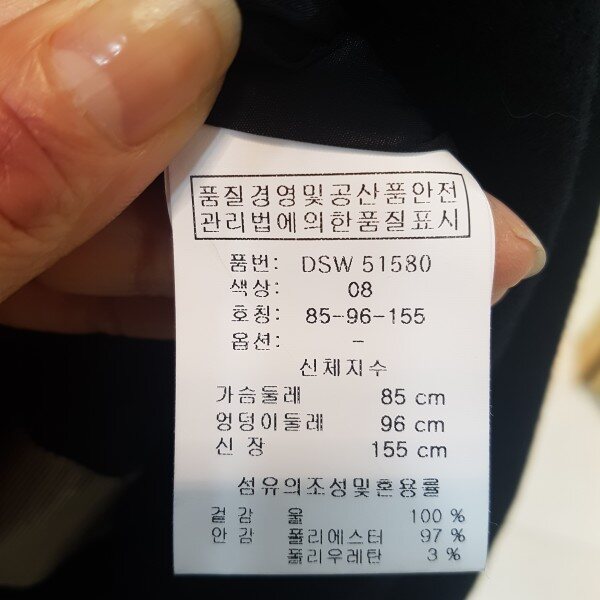 품질경영및공산품안전
관리법에의한품질표시
품번: DSW 51580
색상: 08
호칭: 85-96-155
옵션: -
신체지수
가슴둘레 85 cm
엉덩이둘레 96 cm
신 장 155 cm
섬유의조성및혼용률
겉감 울 100 %
안감 폴리에스터 97 %
폴리우레탄 3 %